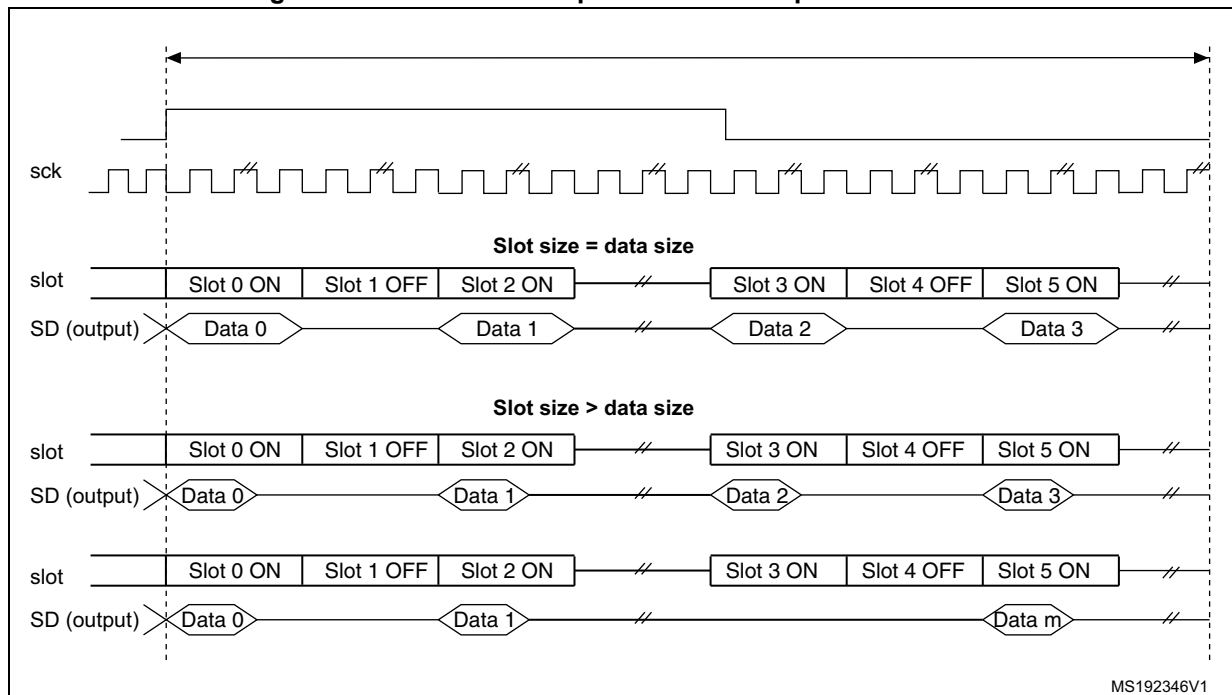 sck
Slot size = data size
slot Slot 0 ON Slot 1 OFF Slot 2 ON Slot 3 ON Slot 4 OFF Slot 5 ON
SD (output) Data 0 Data 1 Data 2 Data 3
Slot size > data size
slot Slot 0 ON Slot 1 OFF Slot 2 ON Slot 3 ON Slot 4 OFF Slot 5 ON
SD (output) Data 0 Data 1 Data 2 Data 3
slot Slot 0 ON Slot 1 OFF Slot 2 ON Slot 3 ON Slot 4 OFF Slot 5 ON
SD (output) Data 0 Data 1 Data m
MS192346V1